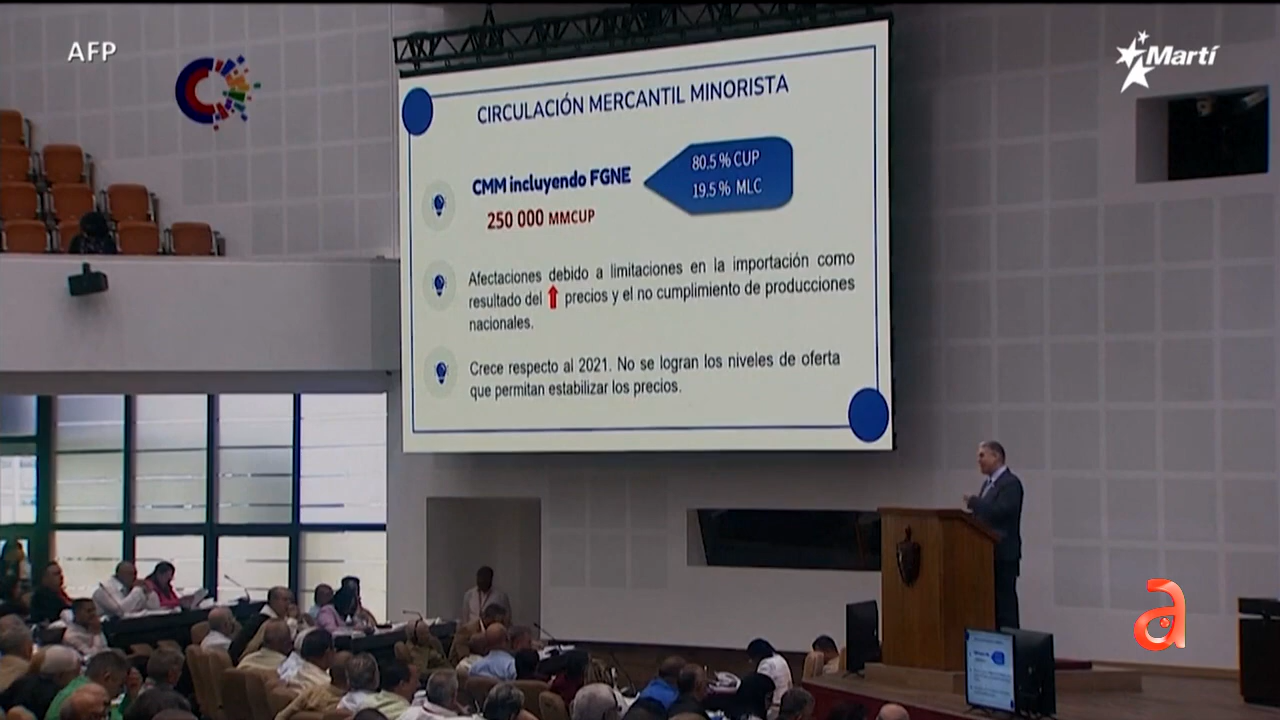 AFP
Martí
CIRCULACIÓN MERCANTIL MINORISTA
CMM incluyendo FGNE
250 000 MMCUP
80.5 % CUP
19.5 % MLC
Afectaciones debido a limitaciones en la importación como
resultado del precios y el no cumplimiento de producciones
nacionales.
Crece respecto al 2021. No se logran los niveles de oferta
que permitan estabilizar los precios.
a